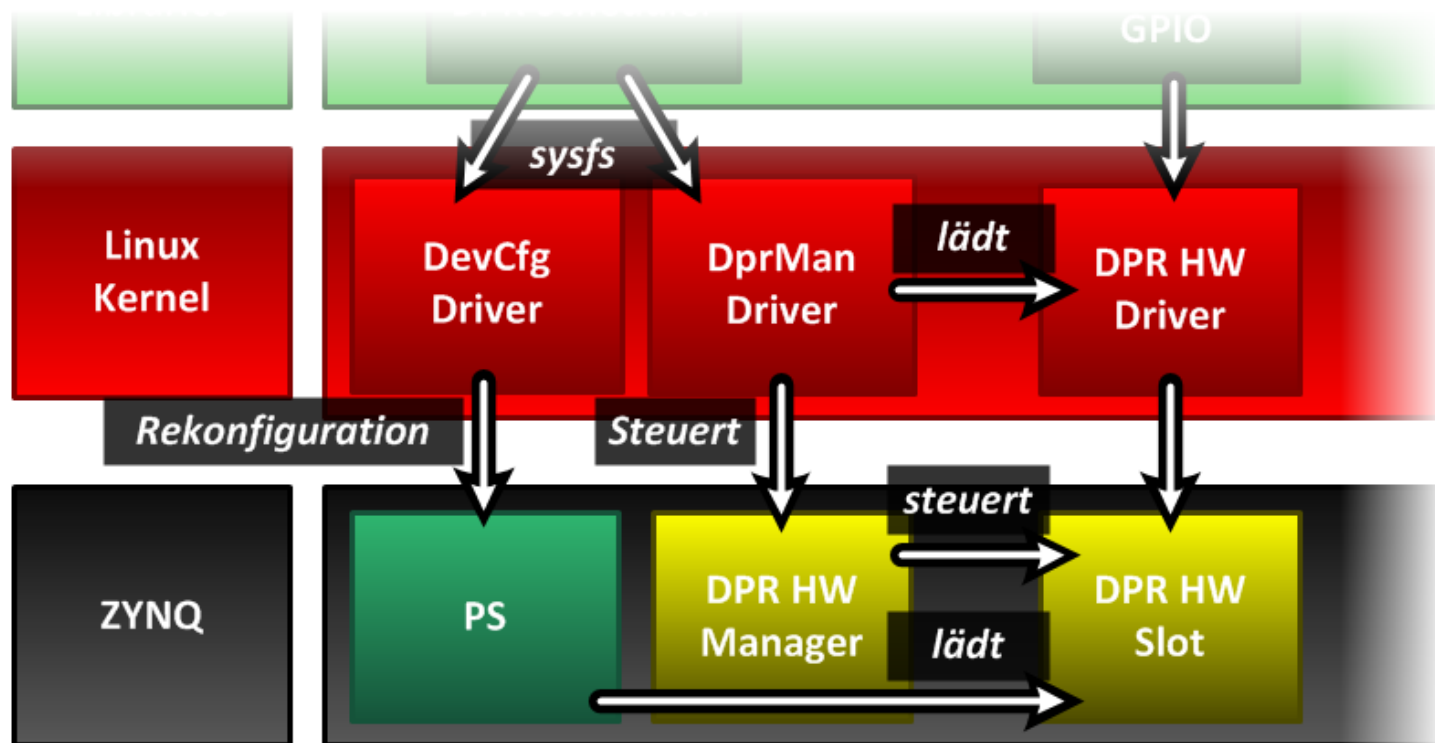 GPIO
sysfs
Linux
Kernel
DevCfg
Driver
DprMan
Driver
lädt
DPR HW
Driver
Rekonfiguration
Steuert
steuert
ZYNQ
PS
DPR HW
Manager
lädt
DPR HW
Slot